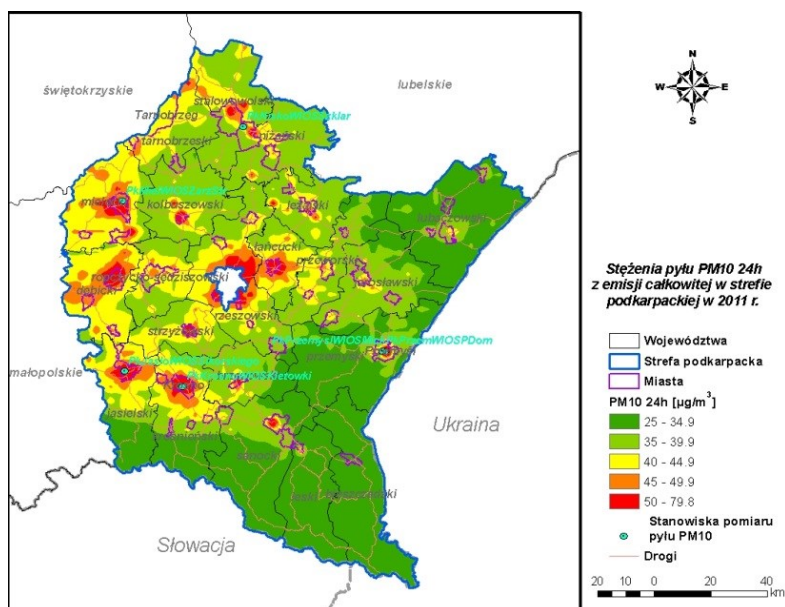 świętokrzyskie
lubelskie
Tarnobrzeg
stalowowolski
niżański
tarnobrzeski
kolbuszewski
leżajski
lubaczowski
łańcucki
przeworski
ropczycko-sędziszowski
jarosławski
dębicki
rzeszowski
strzyżowski
przemyski
małopolskie
jasielski
krośnieński
sanocki
leski
bieszczadzki
Ukraina
Słowacja
N
W E
S
Stężenia pyłu PM10 24h
z emisji całkowitej w strefie
podkarpackiej w 2011 r.
Województwa
Strefa podkarpacka
Miasta
PM10 24h [µg/m³]
25 - 34.9
35 - 39.9
40 - 44.9
45 - 49.9
50 - 79.8
Stanowiska pomiaru
pyłu PM10
Drogi
20 10 0 20 40
km